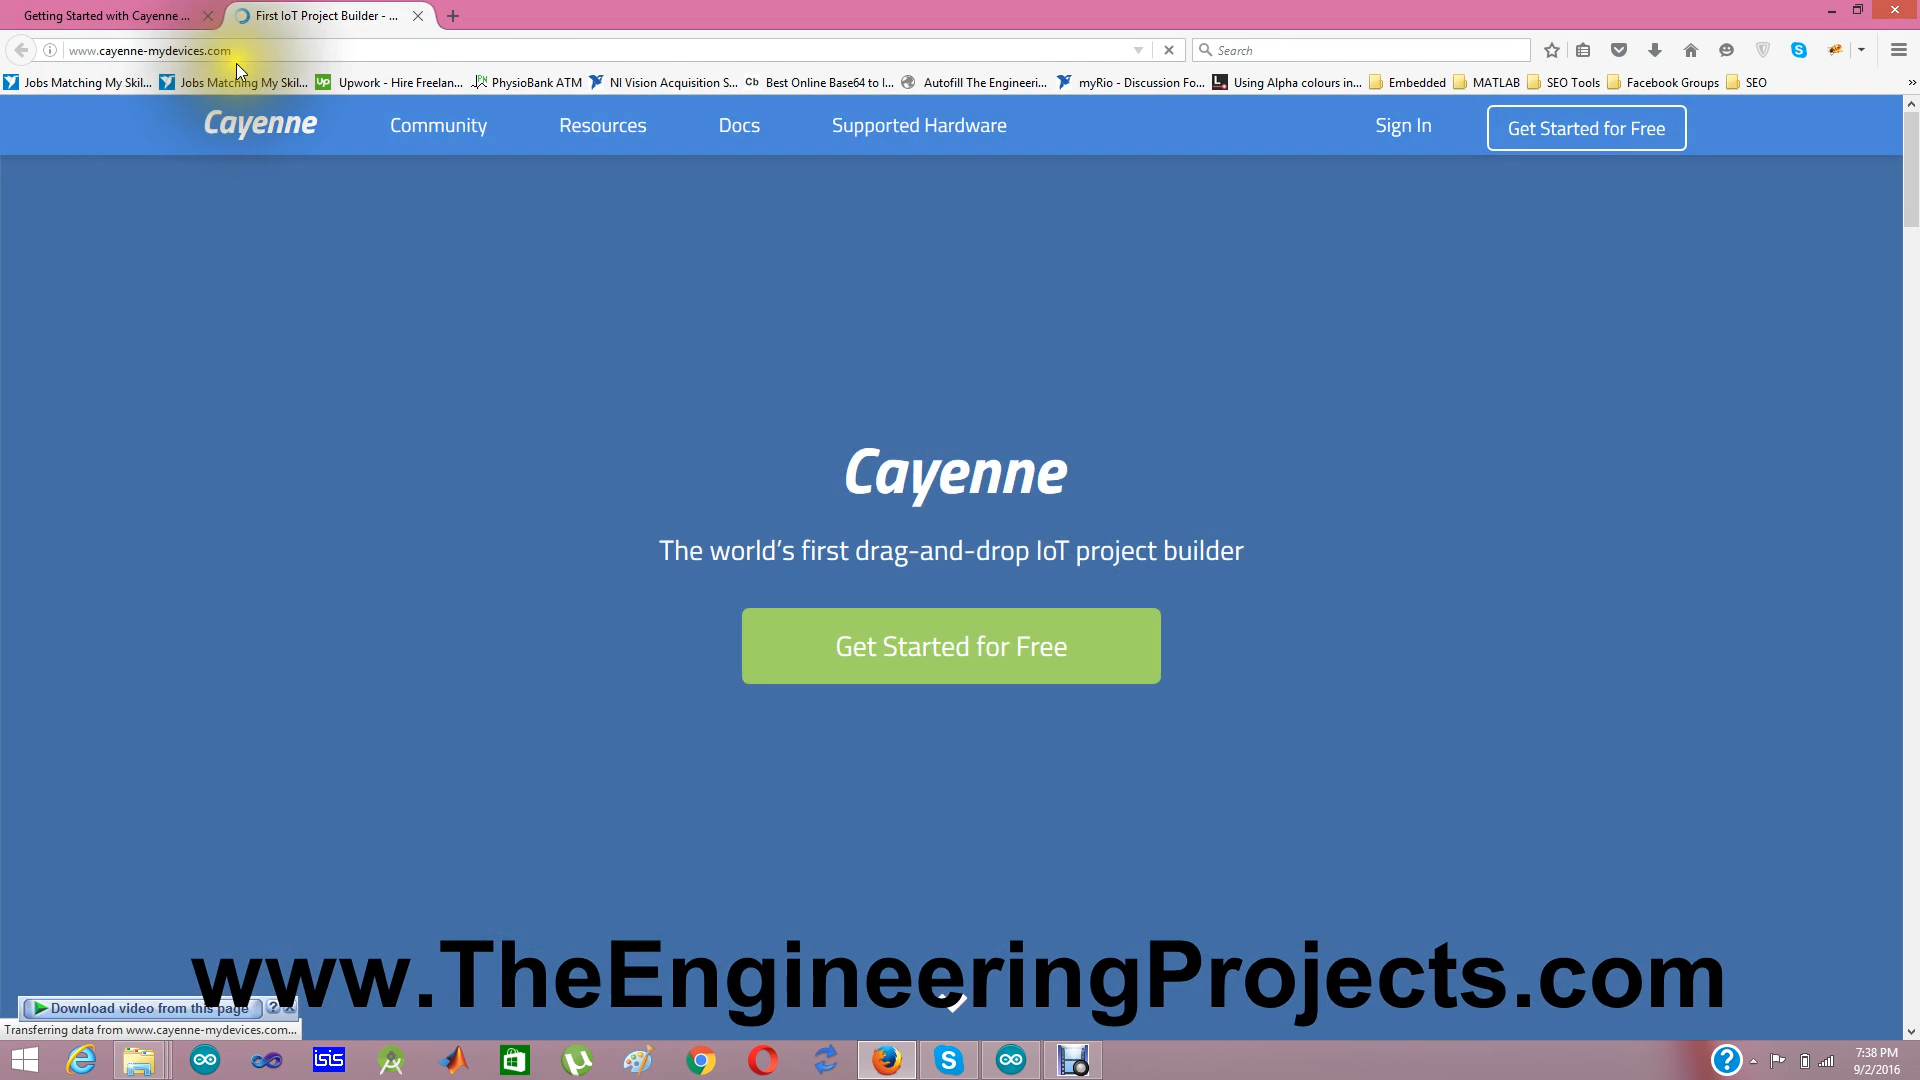 Getting Started with Cayenne ...
First IoT Project Builder - ...
www.cayenne-mydevices.com
Search
Jobs Matching My Skil...
Jobs Matching My Skil...
Up
Upwork - Hire Freelan...
PN
PhysioBank ATM
NI Vision Acquisition S...
Cb
Best Online Base64 to I...
Autofill The Engineeri...
myRio - Discussion Fo...
Using Alpha colours in...
Embedded
MATLAB
SEO Tools
Facebook Groups
SEO
Cayenne
Community
Resources
Docs
Supported Hardware
Sign In
Get Started for Free
Cayenne
The world’s first drag-and-drop IoT project builder
Get Started for Free
www.TheEngineeringProjects.com
Download video from this page
Transferring data from www.cayenne-mydevices.com...
ISIS
7:38 PM
9/2/2016